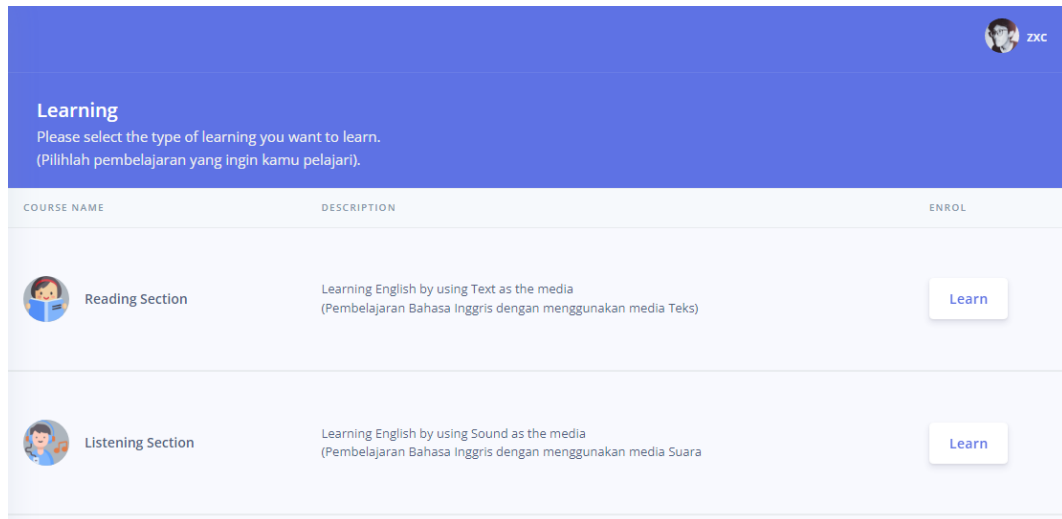 zxc
Learning
Please select the type of learning you want to learn.
(Pilihlah pembelajaran yang ingin kamu pelajari).
COURSE NAME DESCRIPTION ENROL
Reading Section
Learning English by using Text as the media
(Pembelajaran Bahasa Inggris dengan menggunakan media Teks)
Learn
Listening Section
Learning English by using Sound as the media
(Pembelajaran Bahasa Inggris dengan menggunakan media Suara
Learn